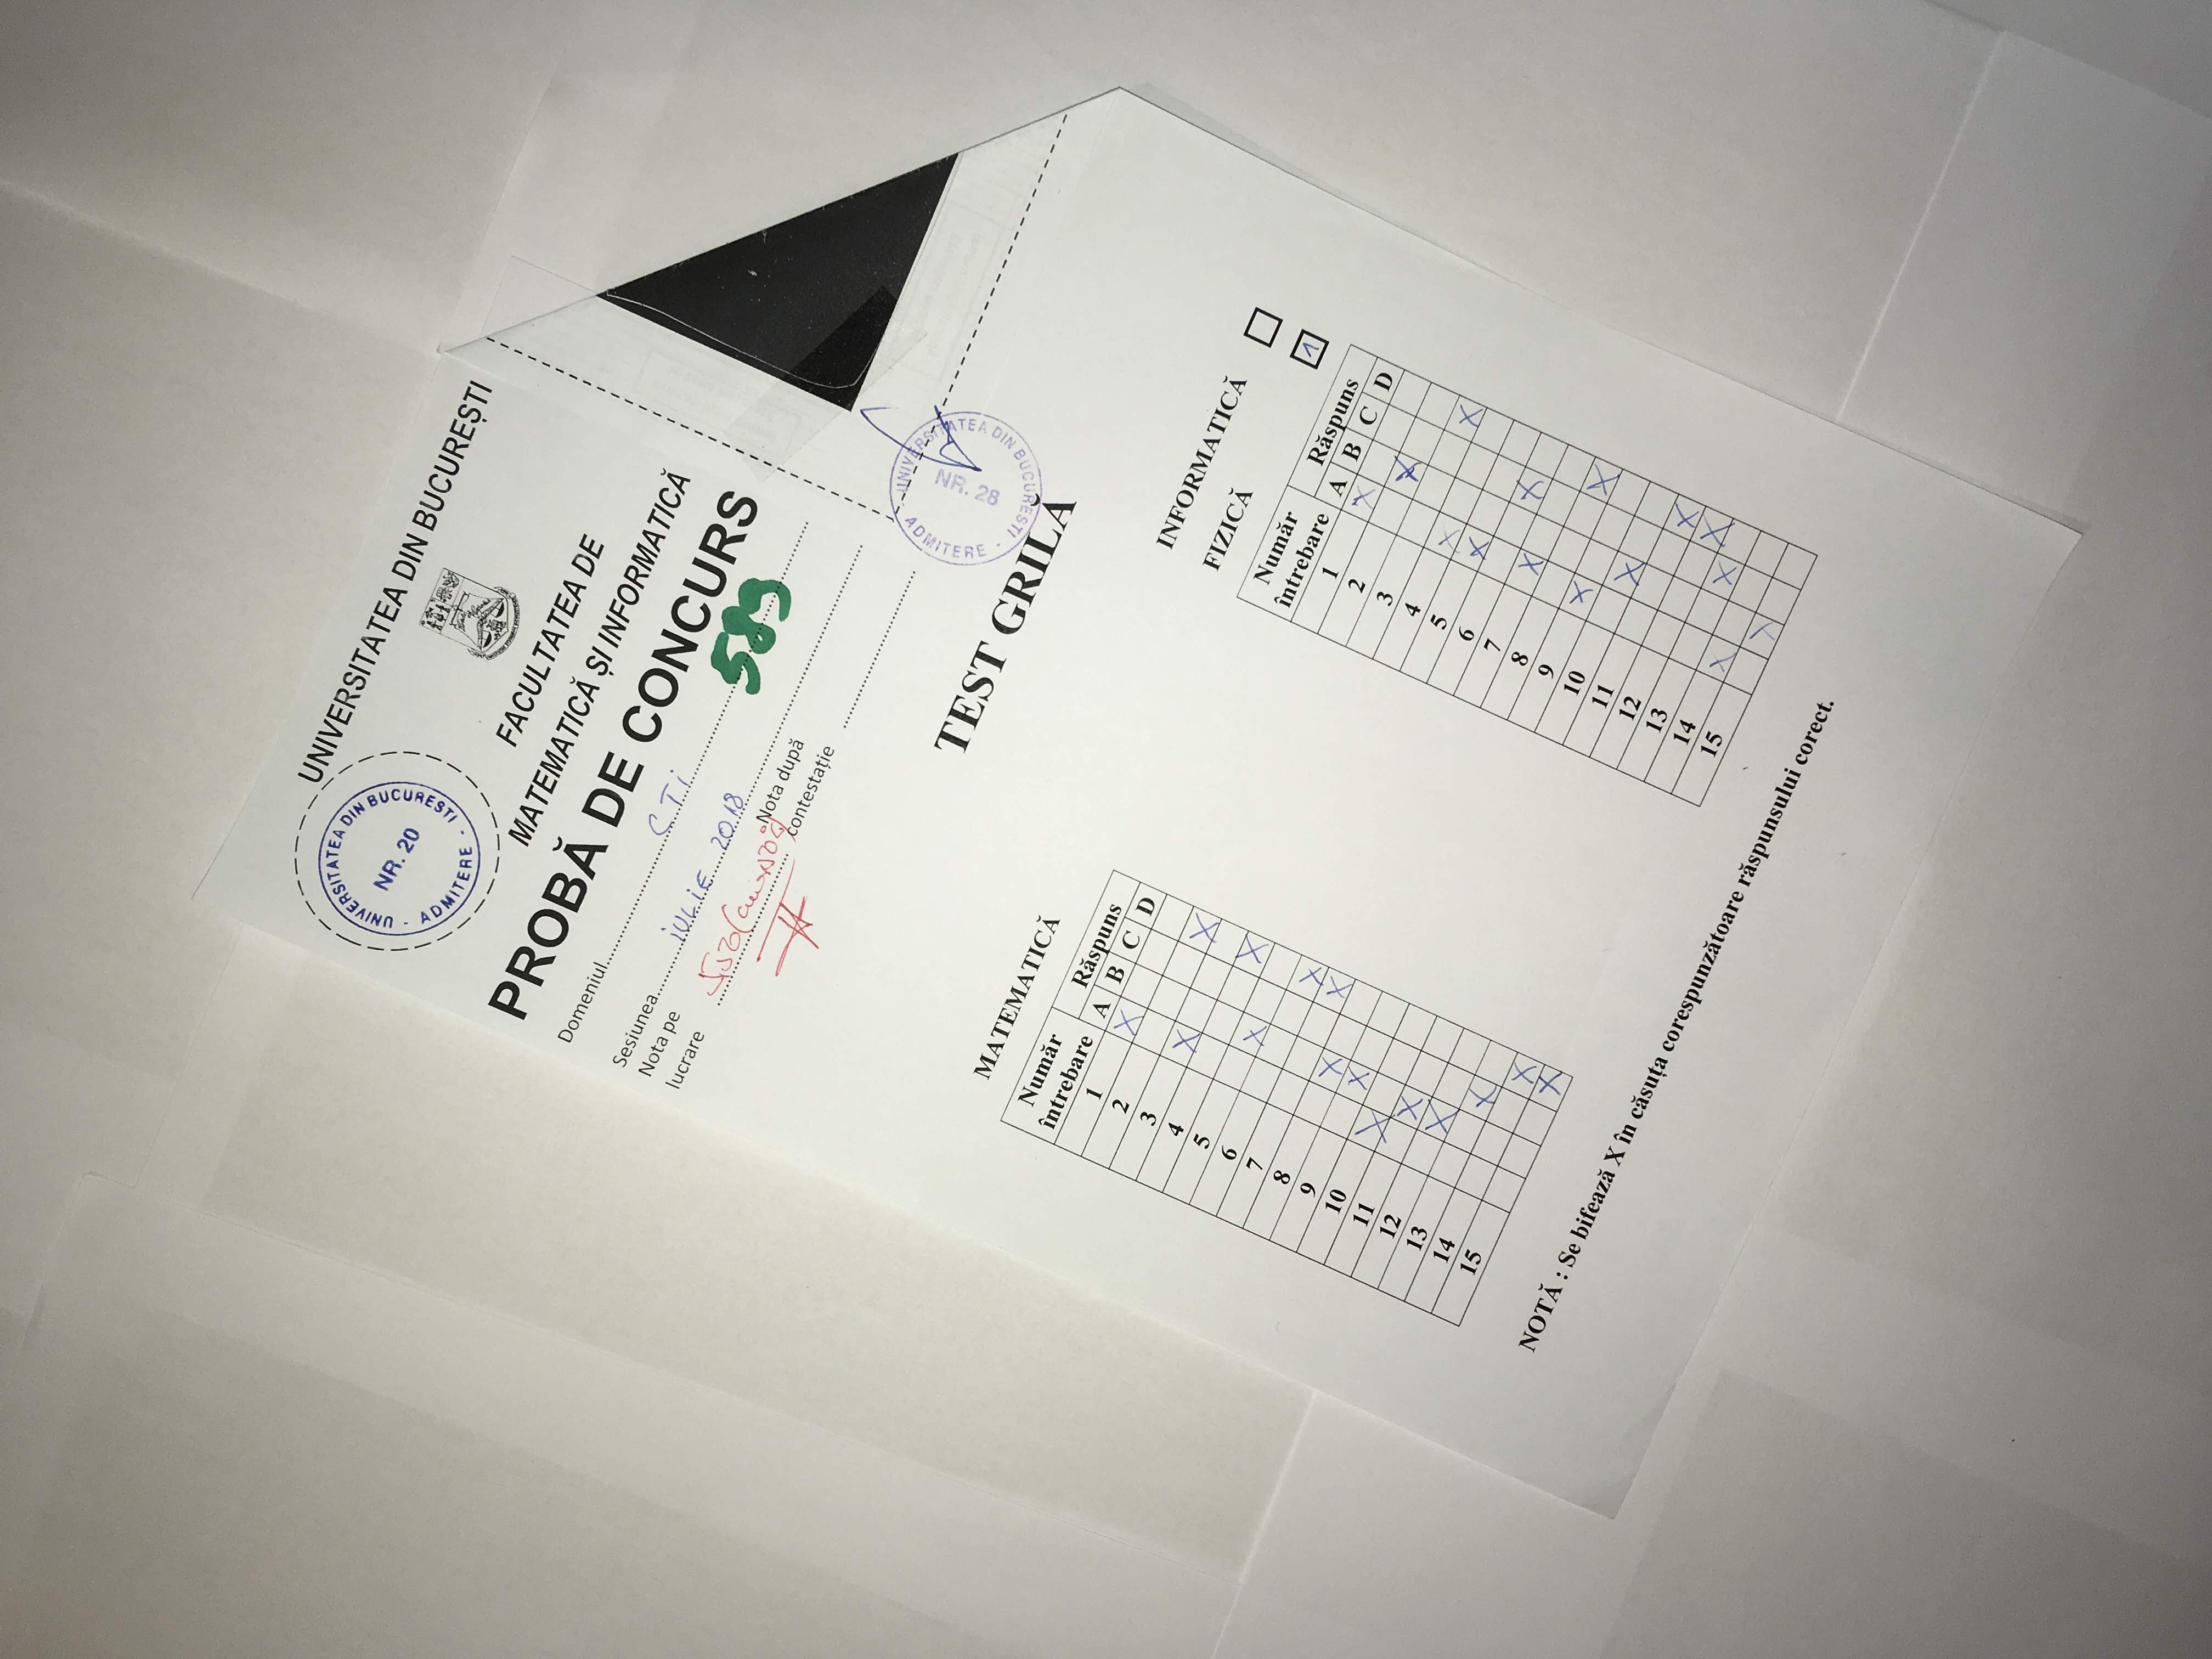 UNIVERSITATEA DIN BUCUREȘTI
UNIVERSITATEA DIN BUCUREȘTI - ADMITERE -
NR. 20
FACULTATEA DE
MATEMATICĂ ȘI INFORMATICĂ
PROBĂ DE CONCURS
Domeniul CTI
589
Sesiunea IULIE 2018
Nota pe
lucrare
Nota după
contestație
UNIVERSITATEA DIN BUCUREȘTI - ADMITERE -
NR. 28
TEST GRILĂ
MATEMATICĂ
Număr
întrebare
Răspuns
A B C D
1 X
2
3 X X
4
5 X X
6
7 X
8 X X
9 X
10 X
11 X
12 X
13 X
14 X
15 X
INFORMATICĂ
FIZICĂ 1
Număr
întrebare
Răspuns
A B C D
1 X
2 X
3
4 X X
5 X
6
7 X X
8
9 X X
10
11 X
12
13 X
14 X X X
15 X
NOTĂ : Se bifează X în căsuța corespunzătoare răspunsului corect.